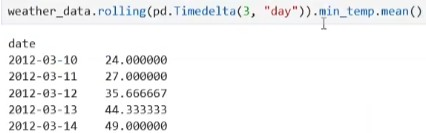 weather_data.rolling(pd.Timedelta(3, "day")).min_temp.mean()
date
2012-03-10 24.000000
2012-03-11 27.000000
2012-03-12 35.666667
2012-03-13 44.333333
2012-03-14 49.000000